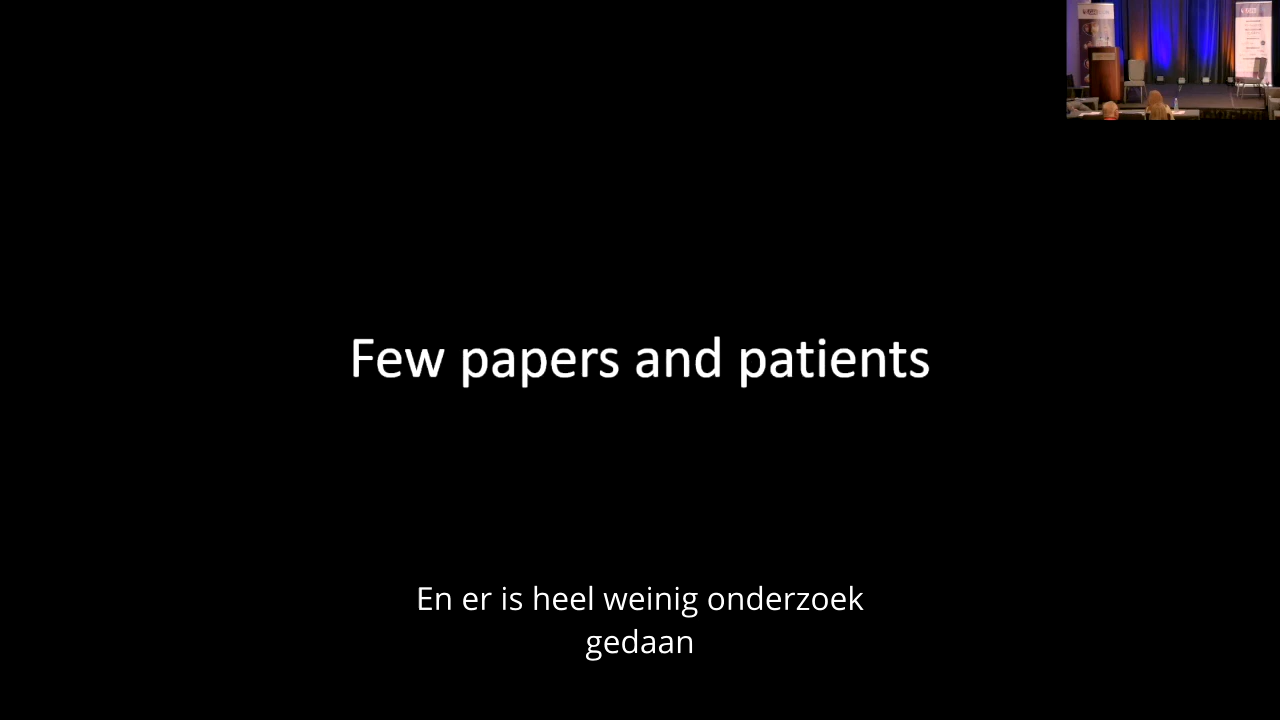 Few papers and patients
En er is heel weinig onderzoek
gedaan